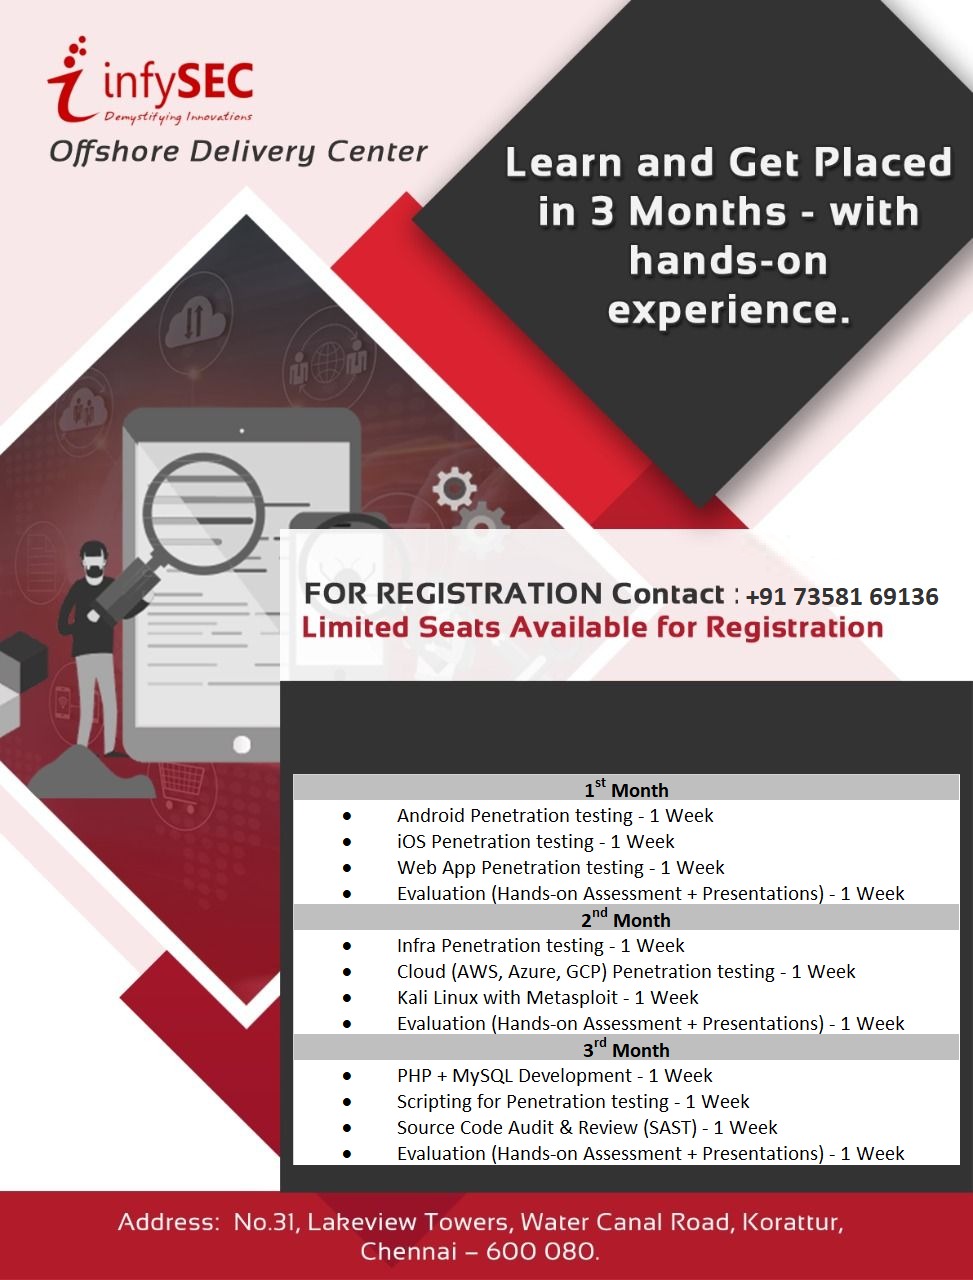 infySEC
Demystifying Innovations
Offshore Delivery Center
Learn and Get Placed
in 3 Months - with
hands-on
experience.
FOR REGISTRATION Contact : +91 73581 69136
Limited Seats Available for Registration
1st Month
• Android Penetration testing - 1 Week
• iOS Penetration testing - 1 Week
• Web App Penetration testing - 1 Week
• Evaluation (Hands-on Assessment + Presentations) - 1 Week
2nd Month
• Infra Penetration testing - 1 Week
• Cloud (AWS, Azure, GCP) Penetration testing - 1 Week
• Kali Linux with Metasploit - 1 Week
• Evaluation (Hands-on Assessment + Presentations) - 1 Week
3rd Month
• PHP + MySQL Development - 1 Week
• Scripting for Penetration testing - 1 Week
• Source Code Audit & Review (SAST) - 1 Week
• Evaluation (Hands-on Assessment + Presentations) - 1 Week
Address: No.31, Lakeview Towers, Water Canal Road, Korattur,
Chennai – 600 080.